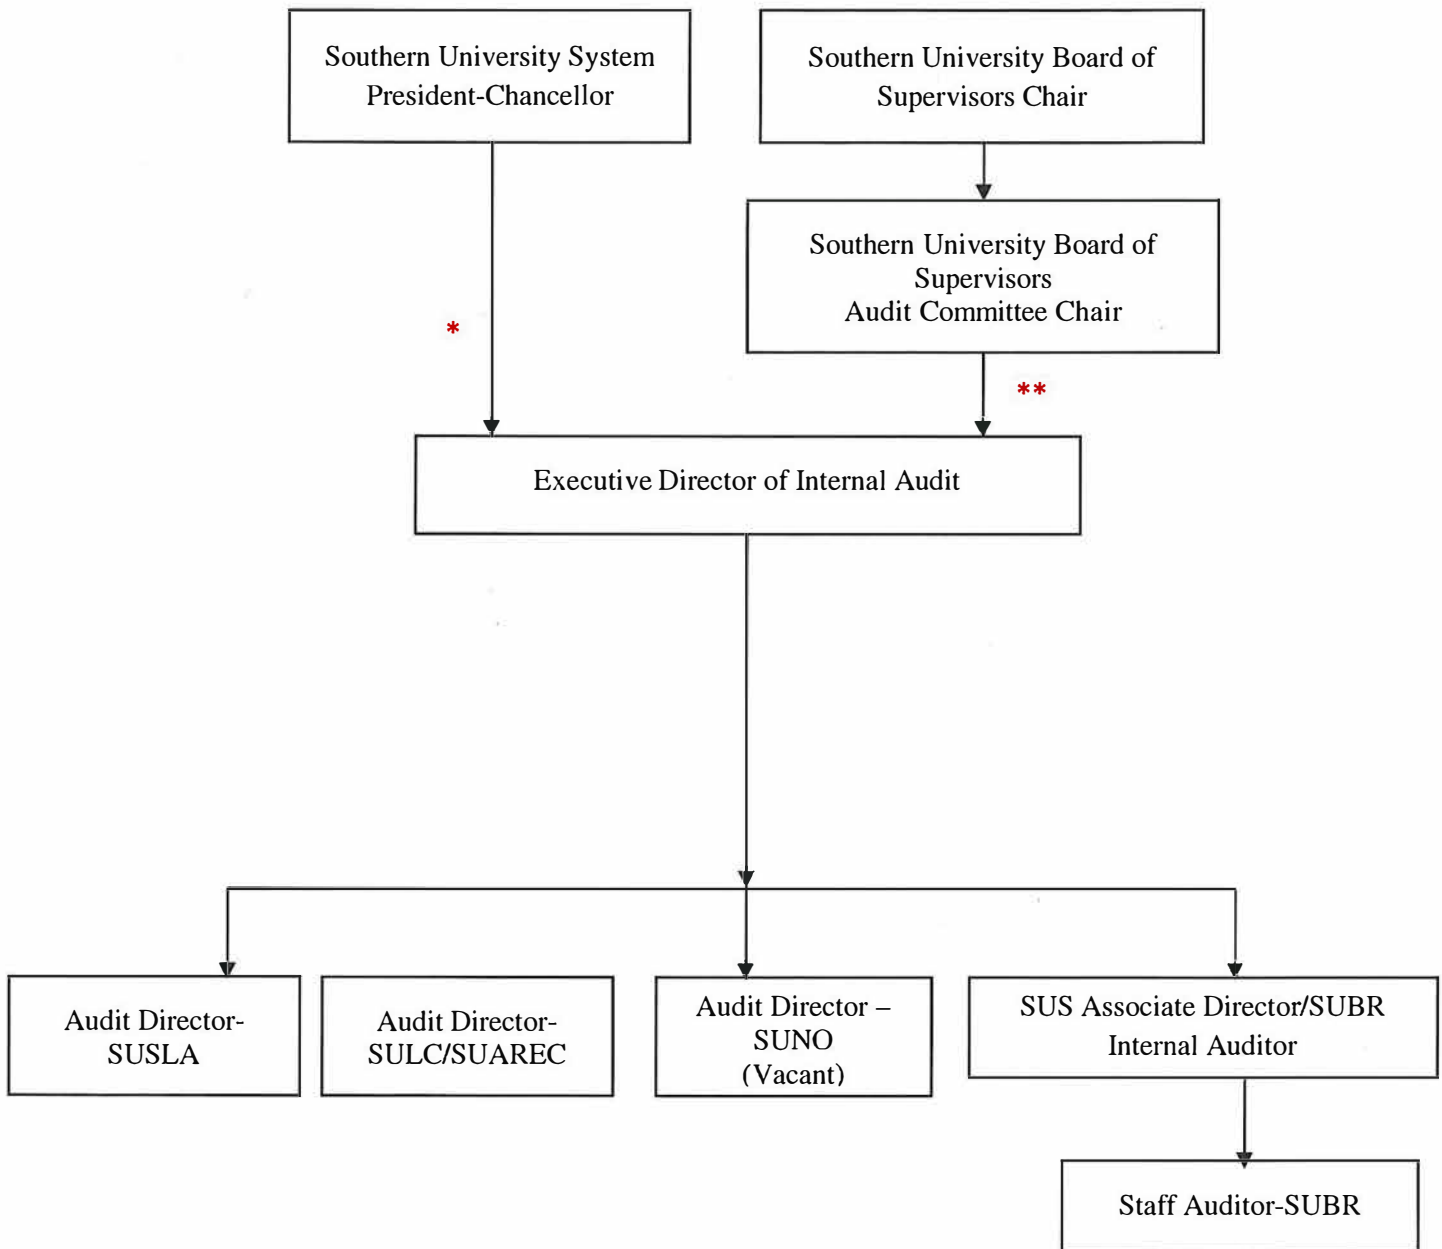 Southern University System
President-Chancellor
Southern University Board of
Supervisors Chair
Southern University Board of
Supervisors
Audit Committee Chair
*
**
Executive Director of Internal Audit
Audit Director-
SUSLA
Audit Director-
SULC/SUAREC
Audit Director –
SUNO
(Vacant)
SUS Associate Director/SUBR
Internal Auditor
Staff Auditor-SUBR